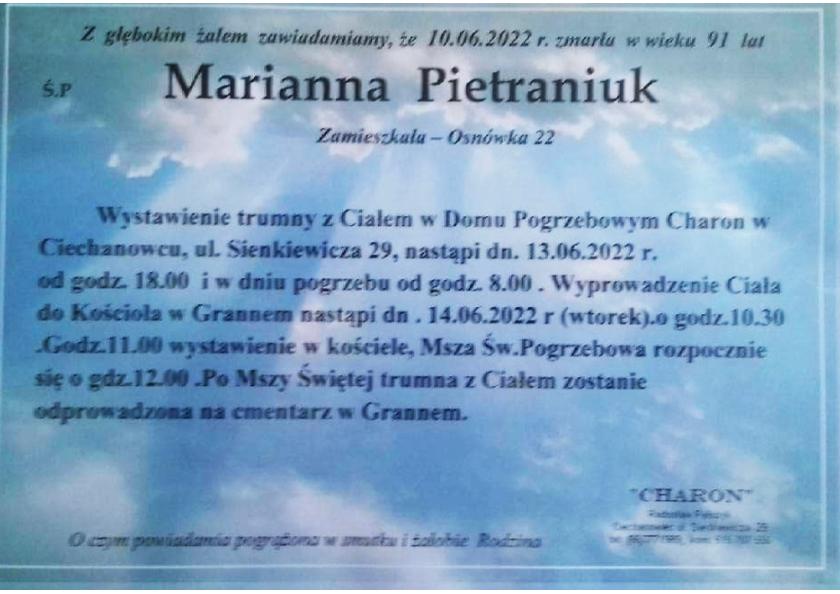 Z głębokim żalem zawiadamiamy, że 10.06.2022 r. zmarła w wieku 91 lat
Ś.P Marianna Pietraniuk
Zamieszkała – Osnówka 22
Wystawienie trumny z Ciałem w Domu Pogrzebowym Charon w
Ciechanowcu, ul. Sienkiewicza 29, nastąpi dn. 13.06.2022 r.
od godz. 18.00 i w dniu pogrzebu od godz. 8.00 . Wyprowadzenie Ciała
do Kościoła w Grannem nastąpi dn . 14.06.2022 r (wtorek).o godz.10.30
.Godz.11.00 wystawienie w kościele, Msza Św.Pogrzebowa rozpocznie
się o gdz.12.00 .Po Mszy Świętej trumna z Ciałem zostanie
odprowadzona na cmentarz w Grannem.
"CHARON"
O czym powiadamia pogrążona w smutku i żałobie Rodzina